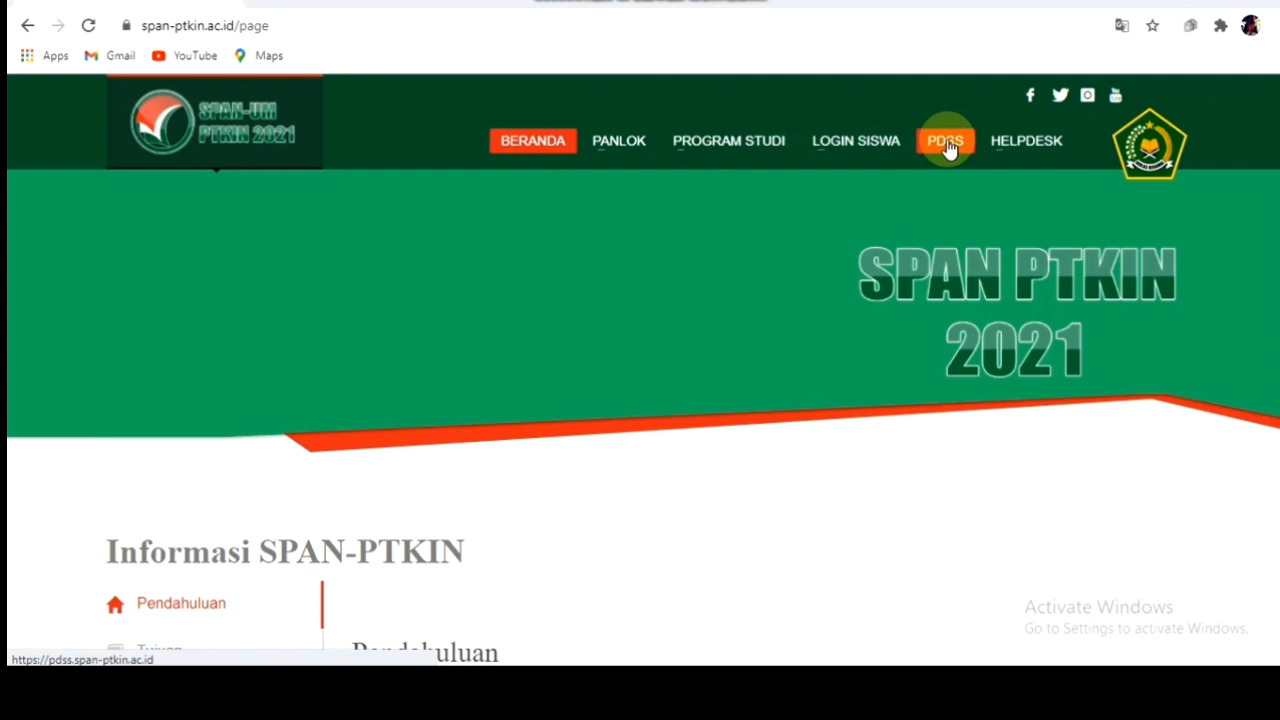 span-ptkin.ac.id/page
Apps Gmail YouTube Maps
SPAN-UM
PTKIN 2021
BERANDA PANLOK PROGRAM STUDI LOGIN SISWA PDSS HELPDESK
SPAN PTKIN
2021
Informasi SPAN-PTKIN
Pendahuluan
Tujuan
Pendahuluan
Activate Windows
Go to Settings to activate Windows.
https://pdss.span-ptkin.ac.id